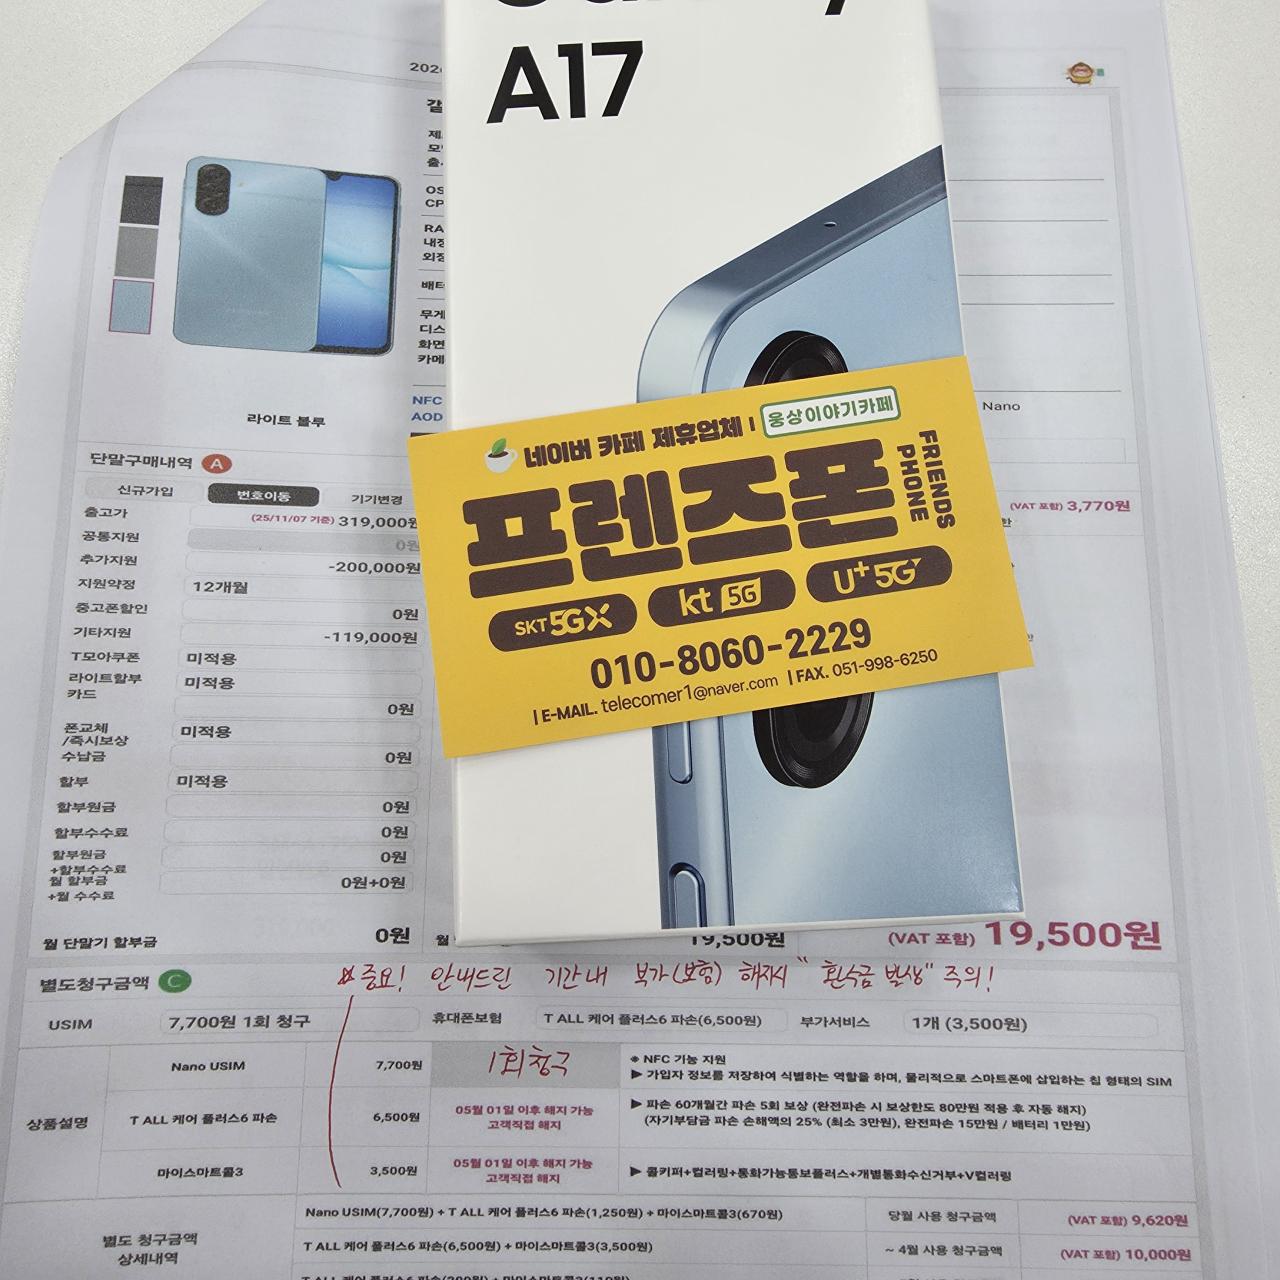 A17
라이트 블루
NFC
AOD
Nano
단말구매내역 A
신규가입 번호이동 기기변경
출고가 (25/11/07 기준) 319,000원
공통지원 0원
추가지원 -200,000원
지원약정 12개월
중고폰할인 0원
기타지원 -119,000원
T모아쿠폰 미적용
라이트할부
카드 미적용
0원
폰교체
/즉시보상 미적용
수납금 0원
할부 미적용
할부원금 0원
할부수수료 0원
할부원금
+할부수수료 0원
월 할부금
+월 수수료 0원+0원
월 단말기 할부금 0원
(VAT 포함) 3,770원
네이버 카페 제휴업체 | 웅상이야기카페
프렌즈폰
FRIENDS
PHONE
SKT 5GX kt 5G U+5G
010-8060-2229
| E-MAIL. telecomer1@naver.com | FAX. 051-998-6250
19,500원 (VAT 포함) 19,500원
중요! 안내드린 기간내 부가(보험) 해지시 "환수금 발생" 주의!
별도청구금액 C
USIM 7,700원 1회 청구 휴대폰보험 T ALL 케어 플러스6 파손(6,500원) 부가서비스 1개 (3,500원)
상품설명
Nano USIM 7,700원 1회청구
※ NFC 기능 지원
▶ 가입자 정보를 저장하여 식별하는 역할을 하며, 물리적으로 스마트폰에 삽입하는 칩 형태의 SIM
T ALL 케어 플러스6 파손 6,500원
05월 01일 이후 해지 가능
고객직접 해지
▶ 파손 60개월간 파손 5회 보상 (완전파손 시 보상한도 80만원 적용 후 자동 해지)
(자기부담금 파손 손해액의 25% (최소 3만원), 완전파손 15만원 / 배터리 1만원)
마이스마트콜3 3,500원
05월 01일 이후 해지 가능
고객직접 해지
▶ 콜키퍼+컬러링+통화가능통보플러스+개별통화수신거부+V컬러링
별도 청구금액
상세내역
Nano USIM(7,700원) + T ALL 케어 플러스6 파손(1,250원) + 마이스마트콜3(670원) 당월 사용 청구금액 (VAT 포함) 9,620원
T ALL 케어 플러스6 파손(6,500원) + 마이스마트콜3(3,500원) ~ 4월 사용 청구금액 (VAT 포함) 10,000원